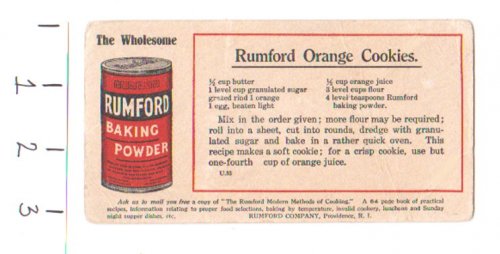 The Wholesome
RUMFORD
BAKING
POWDER
Rumford Orange Cookies.
cup butter
1 level cup granulated sugar
grated rind 1 orange
1 egg, beaten light
cup orange juice
3 level cups flour
4 level teaspoons Rumford
baking powder.
Mix in the order given; more flour may be required;
roll into a sheet, cut into rounds, dredge with granu-
lated sugar and bake in a rather quick oven. This
recipe makes a soft cookie; for a crisp cookie, use but
one-fourth cup of orange juice.
Ask us to mail you free a copy of "The Rumford Modern Methods of Cooking." A 64 page book of practical
recipes, information relating to proper food selections, baking by temperature, invalid cookery, luncheon and Sunday
night supper dishes, etc. RUMFORD COMPANY, Providence, R. I.
1
2
3